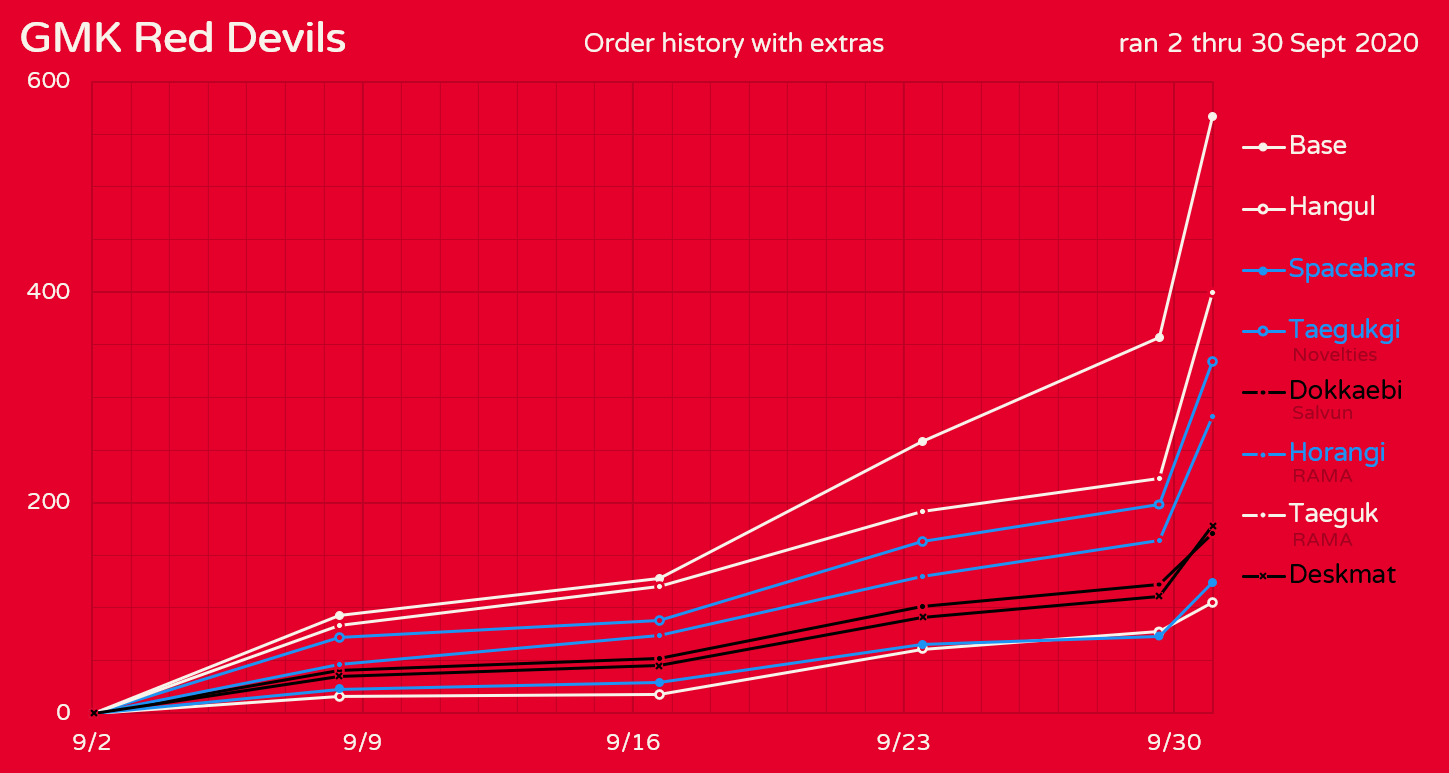 GMK Red Devils
Order history with extras
ran 2 thru 30 Sept 2020
600
400
200
0
9/2
9/9
9/16
9/23
9/30
Base
Hangul
Spacebars
Taegukgi
Novelties
Dokkaebi
Salvun
Horangi
RAMA
Taeguk
RAMA
Deskmat